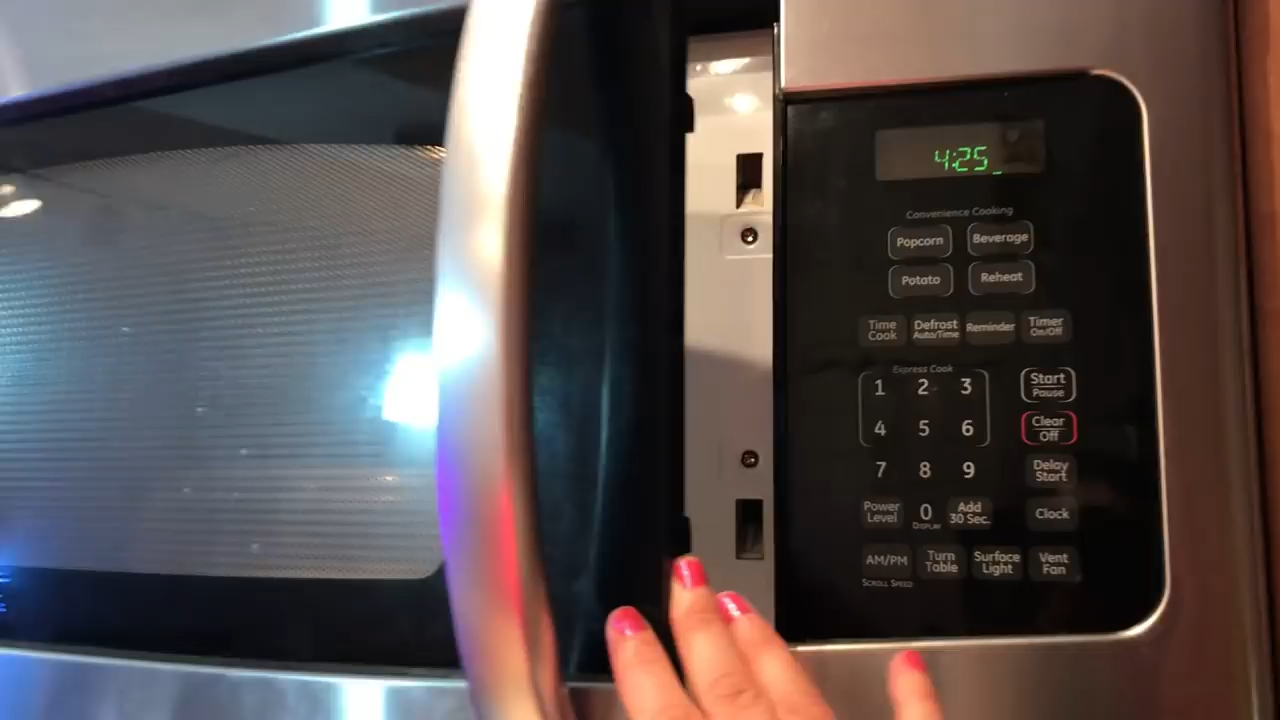 4:25
Convenience Cooking
Popcorn Beverage
Potato Reheat
Time Cook Defrost Auto/Time Reminder Timer On/Off
Express Cook
1 2 3 Start Pause
4 5 6 Clear Off
7 8 9 Delay Start
Power Level 0 DISPLAY Add 30 Sec. Clock
AM/PM Turn Table Surface Light Vent Fan
SCROLL SPEED